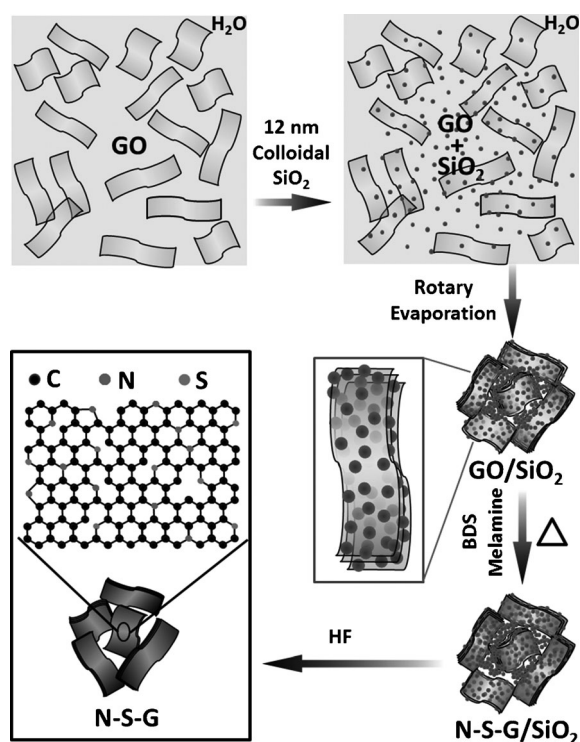 H₂O
GO
12 nm
Colloidal
SiO₂
H₂O
GO
+
SiO₂
Rotary
Evaporation
GO/SiO₂
BDS
Melamine
△
N-S-G/SiO₂
HF
C N S
N-S-G